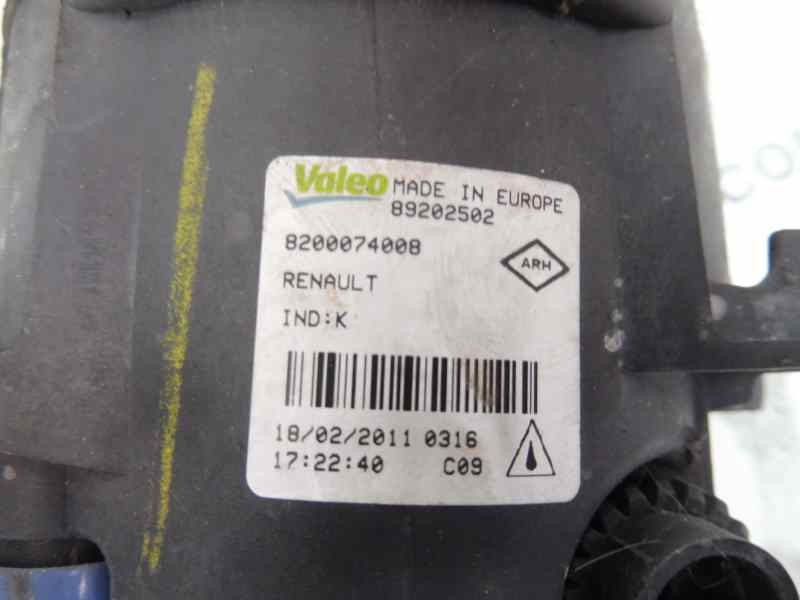 Valeo MADE IN EUROPE
89202502
8200074008
ARH
RENAULT
IND:K
18/02/2011 0316
17:22:40 C09